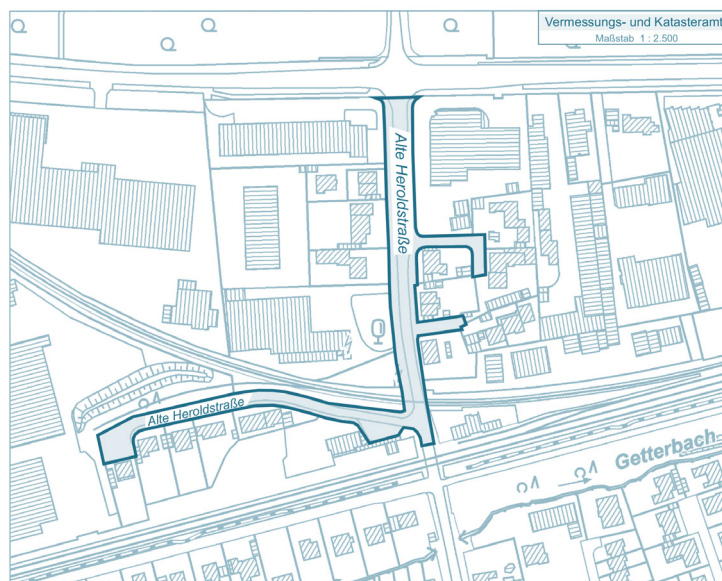 Vermessungs- und Katasteramt
Maßstab 1 : 2.500
Alte Heroldstraße
Alte Heroldstraße
Getterbach